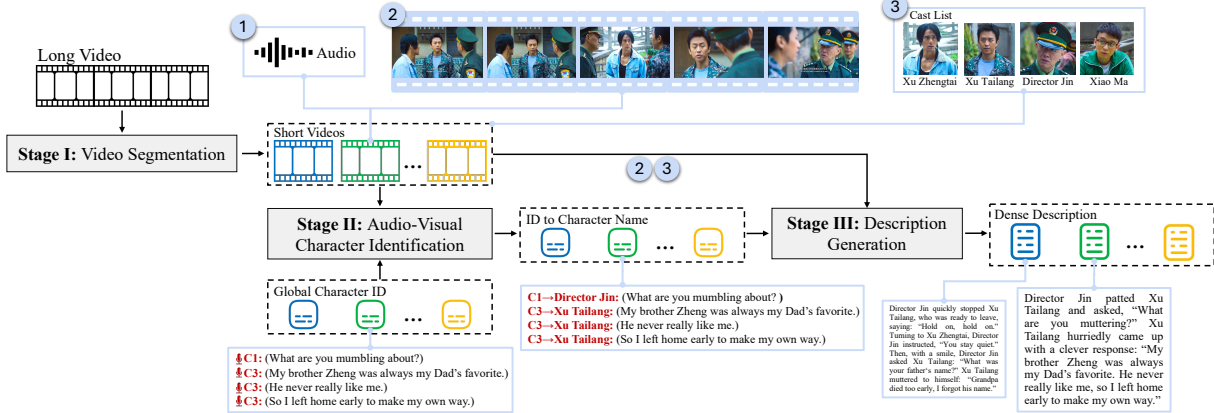 1
Audio
2
3
Cast List
Xu Zhengtai
Xu Tailang
Director Jin
Xiao Ma
Long Video
Stage I: Video Segmentation
Short Videos
...
2 3
Stage II: Audio-Visual
Character Identification
ID to Character Name
...
Stage III: Description
Generation
Dense Description
...
Global Character ID
...
C1: (What are you mumbling about?)
C3: (My brother Zheng was always my Dad's favorite.)
C3: (He never really like me.)
C3: (So I left home early to make my own way.)
C1→Director Jin: (What are you mumbling about? )
C3→Xu Tailang: (My brother Zheng was always my Dad's favorite.)
C3→Xu Tailang: (He never really like me.)
C3→Xu Tailang: (So I left home early to make my own way.)
Director Jin quickly stopped Xu
Tailang, who was ready to leave,
saying: "Hold on, hold on."
Turning to Xu Zhengtai, Director
Jin instructed, "You stay quiet."
Then, with a smile, Director Jin
asked Xu Tailang: "What was
your father's name?" Xu Tailang
muttered to himself: "Grandpa
died too early, I forgot his name."
Director Jin patted Xu
Tailang and asked, "What
are you muttering?" Xu
Tailang hurriedly came up
with a clever response: "My
brother Zheng was always
my Dad's favorite. He never
really like me, so I left home
early to make my own way."